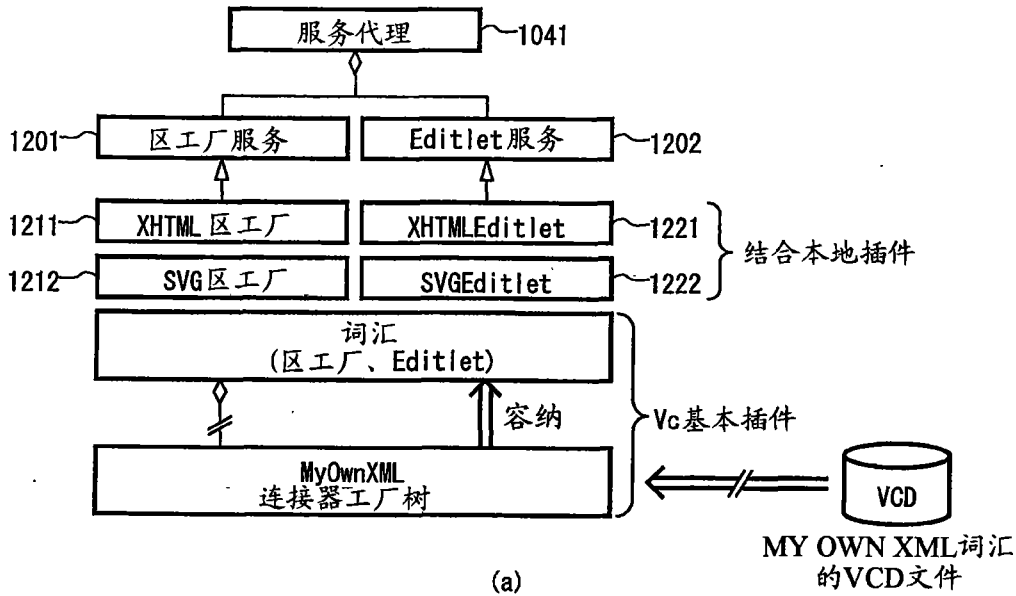 服务代理 1041
1201 区工厂服务 Editlet服务 1202
1211 XHTML区工厂 XHTMLEditlet 1221
结合本地插件
1212 SVG区工厂 SVGEditlet 1222
词汇
(区工厂、Editlet)
容纳 Vc基本插件
MyOwnXML
连接器工厂树
VCD
MY OWN XML词汇
的VCD文件
(a)